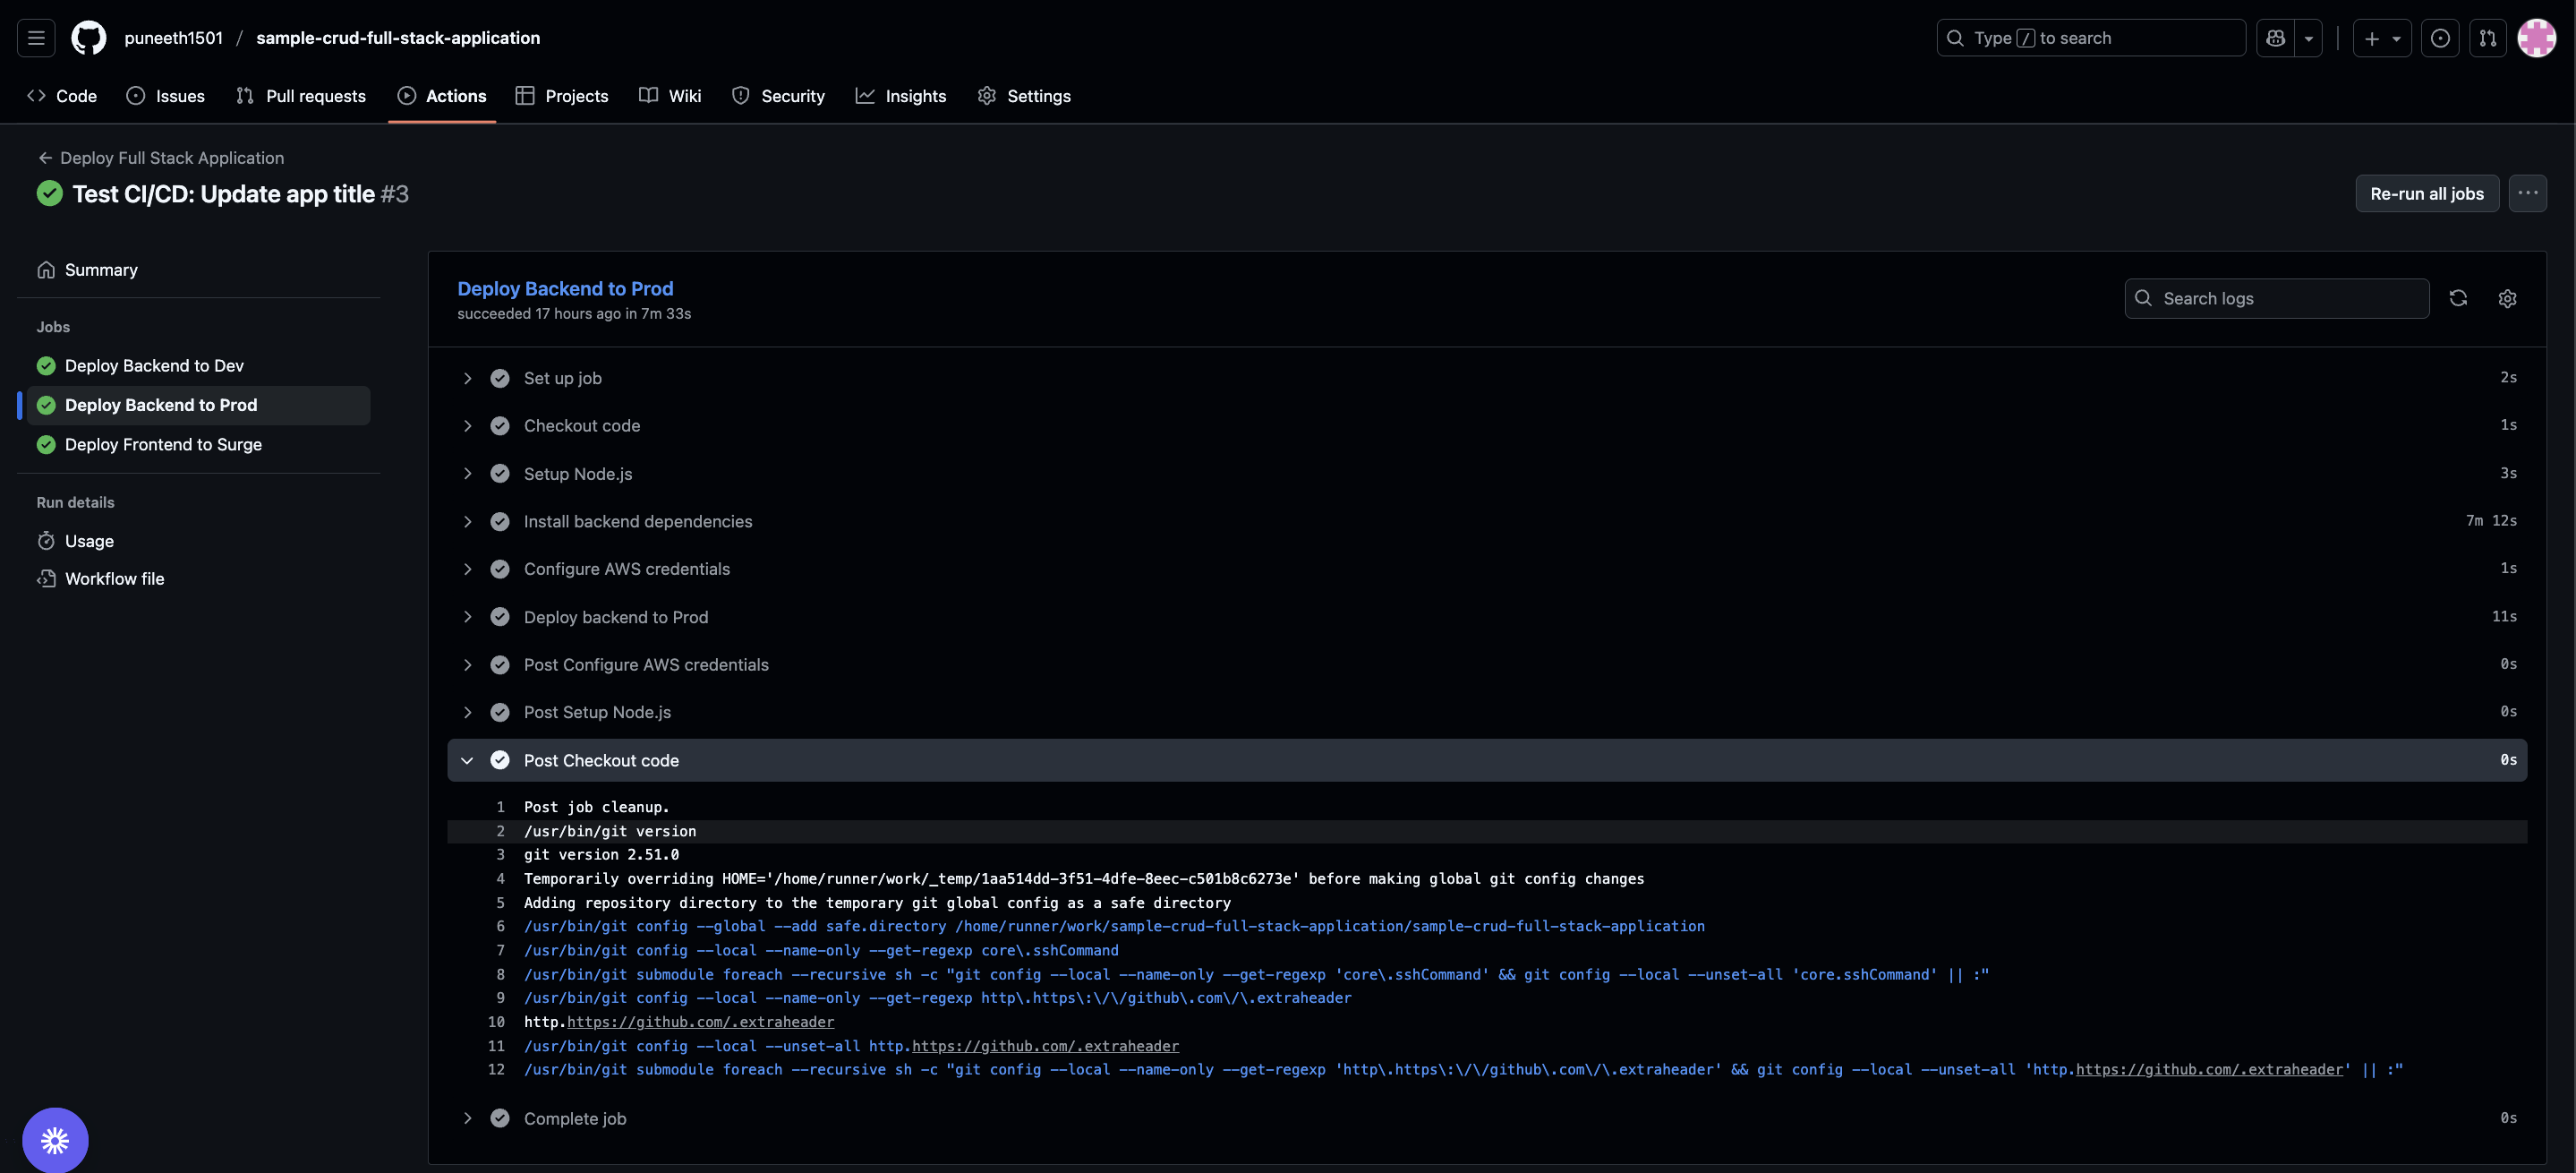 puneeth1501 / sample-crud-full-stack-application
Type / to search
Code
Issues
Pull requests
Actions
Projects
Wiki
Security
Insights
Settings
Deploy Full Stack Application
Test CI/CD: Update app title #3
Re-run all jobs
Summary
Jobs
Deploy Backend to Dev
Deploy Backend to Prod
Deploy Frontend to Surge
Run details
Usage
Workflow file
Deploy Backend to Prod
succeeded 17 hours ago in 7m 33s
Search logs
Set up job 2s
Checkout code 1s
Setup Node.js 3s
Install backend dependencies 7m 12s
Configure AWS credentials 1s
Deploy backend to Prod 11s
Post Configure AWS credentials 0s
Post Setup Node.js 0s
Post Checkout code 0s
1 Post job cleanup.
2 /usr/bin/git version
3 git version 2.51.0
4 Temporarily overriding HOME='/home/runner/work/_temp/1aa514dd-3f51-4dfe-8eec-c501b8c6273e' before making global git config changes
5 Adding repository directory to the temporary git global config as a safe directory
6 /usr/bin/git config --global --add safe.directory /home/runner/work/sample-crud-full-stack-application/sample-crud-full-stack-application
7 /usr/bin/git config --local --name-only --get-regexp core\.sshCommand
8 /usr/bin/git submodule foreach --recursive sh -c "git config --local --name-only --get-regexp 'core\.sshCommand' && git config --local --unset-all 'core.sshCommand' || :"
9 /usr/bin/git config --local --name-only --get-regexp http\.https\:\/\/github\.com\/\.extraheader
10 http.https://github.com/.extraheader
11 /usr/bin/git config --local --unset-all http.https://github.com/.extraheader
12 /usr/bin/git submodule foreach --recursive sh -c "git config --local --name-only --get-regexp 'http\.https\:\/\/github\.com\/\.extraheader' && git config --local --unset-all 'http.https://github.com/.extraheader' || :"
Complete job 0s